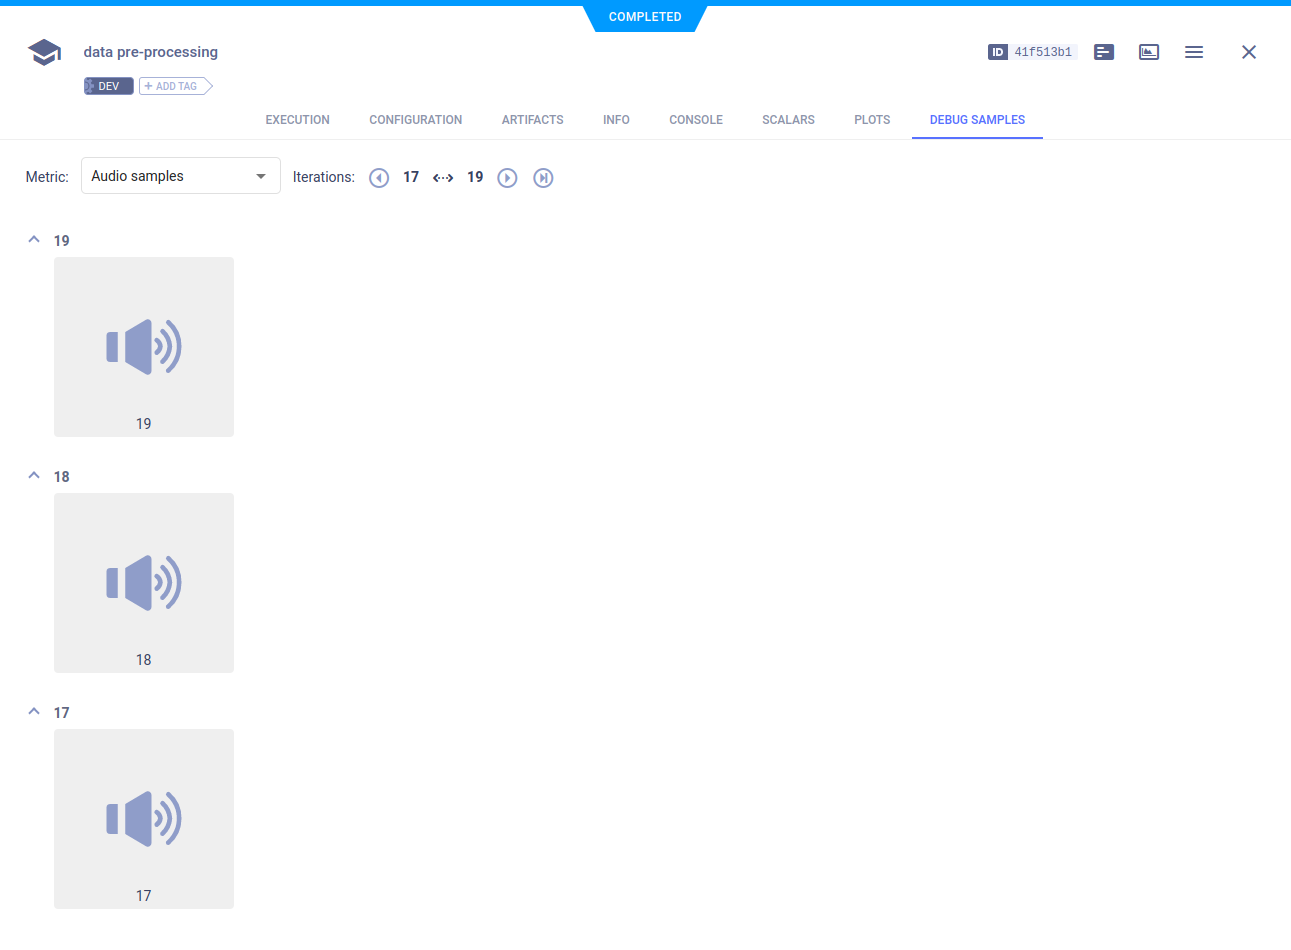 COMPLETED
data pre-processing
ID 41f513b1
DEV
+ ADD TAG
EXECUTION CONFIGURATION ARTIFACTS INFO CONSOLE SCALARS PLOTS DEBUG SAMPLES
Metric: Audio samples Iterations: 17 19
19
19
18
18
17
17